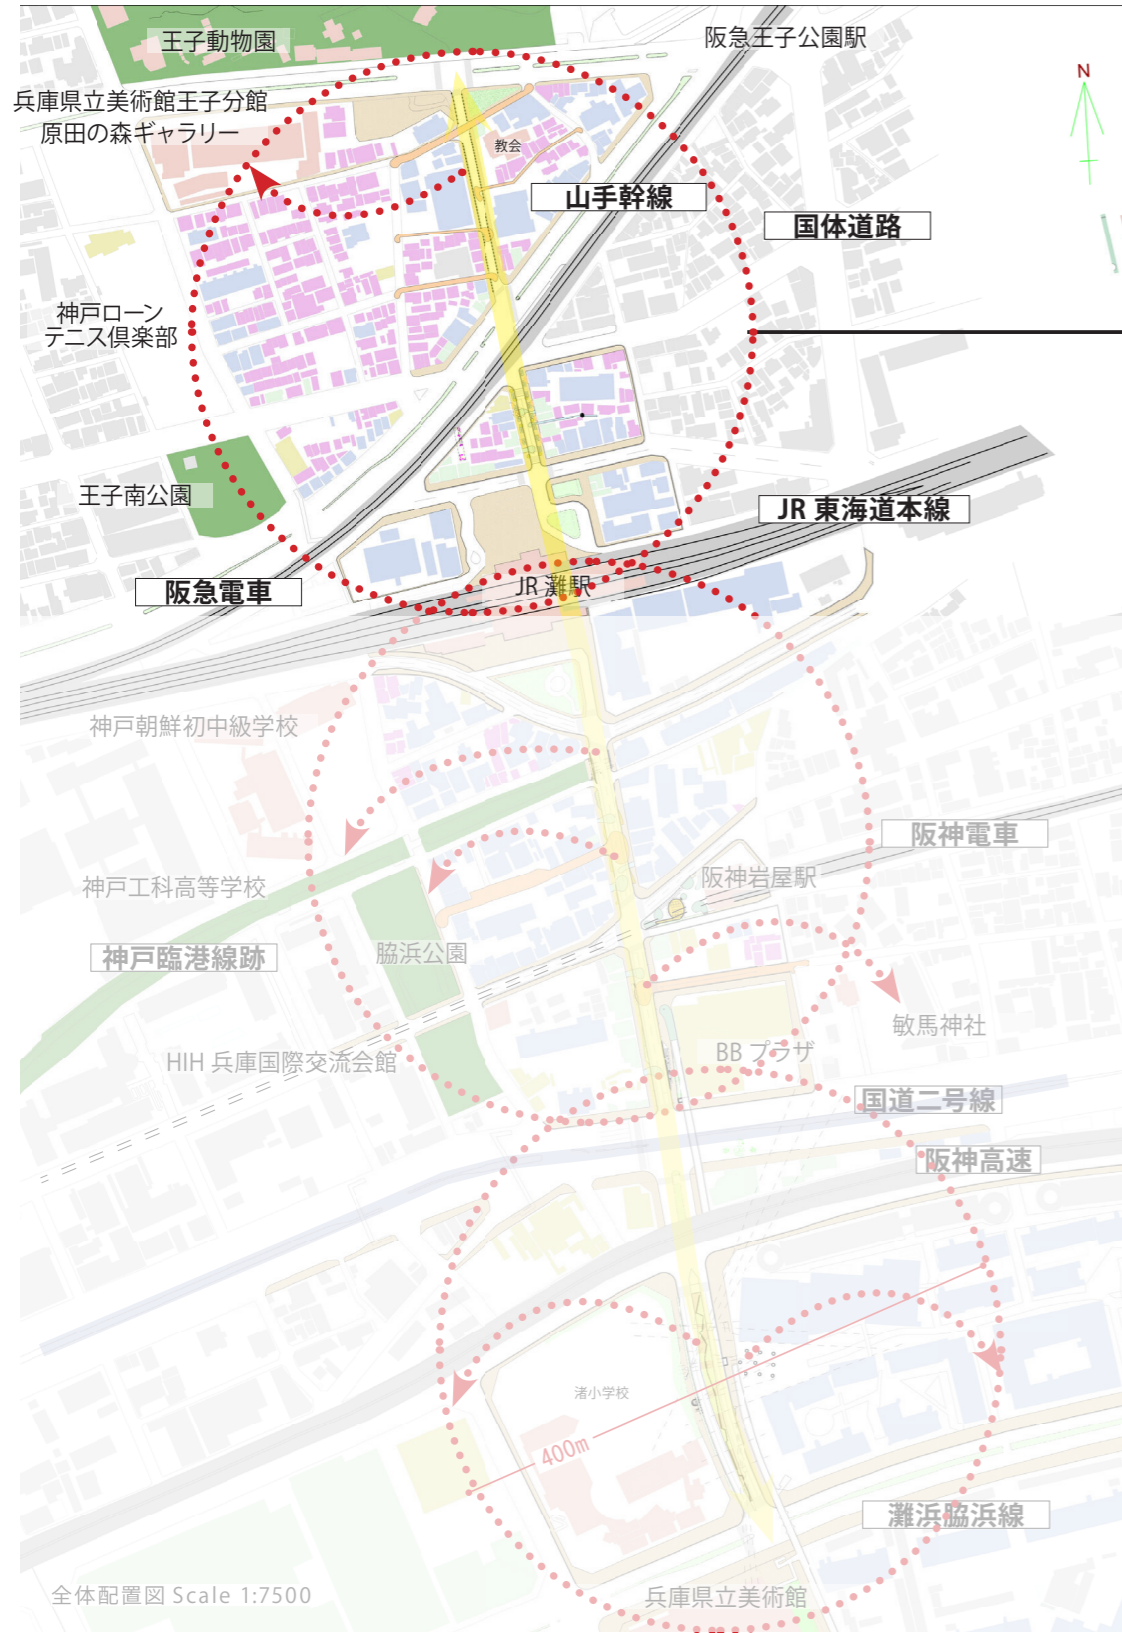 王子動物園
阪急王子公園駅
N
兵庫県立美術館王子分館
原田の森ギャラリー
教会
山手幹線
国体道路
神戸ローン
テニス倶楽部
王子南公園
JR 東海道本線
阪急電車
JR 灘駅
神戸朝鮮初中級学校
阪神電車
神戸工科高等学校
阪神岩屋駅
神戸臨港線跡
脇浜公園
敏馬神社
HIH 兵庫国際交流会館
BB プラザ
国道二号線
阪神高速
渚小学校
400m
灘浜脇浜線
全体配置図 Scale 1:7500
兵庫県立美術館